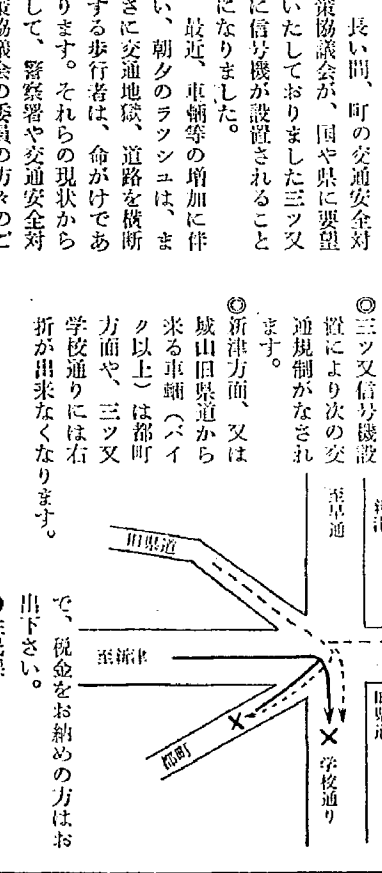 長い間、町の交通安全対
策協議会が、国や県に要望
いたしておりました三ツ又
に信号機が設置されること
になりました。
最近、車輛等の増加に伴
い、朝夕のラッシュは、ま
さに交通地獄、道路を横断
する歩行者は、命がけであ
ります。それらの現状から
して、警察署や交通安全対
策協議会の委員の方々のご
◎三ツ又信号機設
置により次の交
通規制がなされ
ます。
◎新津方面、又は
城山旧県道から
来る車輛(バイ
ク以上)は都町
方面や、三ツ又
学校通りには右
折が出来なくなります。
至早通
旧県道
至新津
都町
学校通り
旧県道
で、税金をお納めの方はお
出下さい。